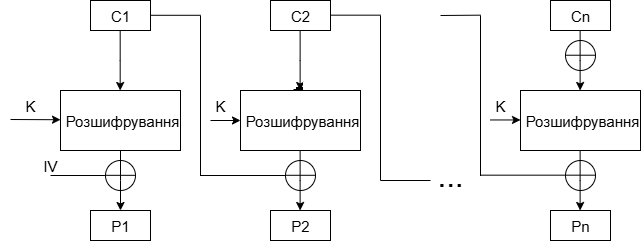 C1
C2
Cn
K
Розшифрування
K
Розшифрування
K
Розшифрування
IV
...
P1
P2
Pn